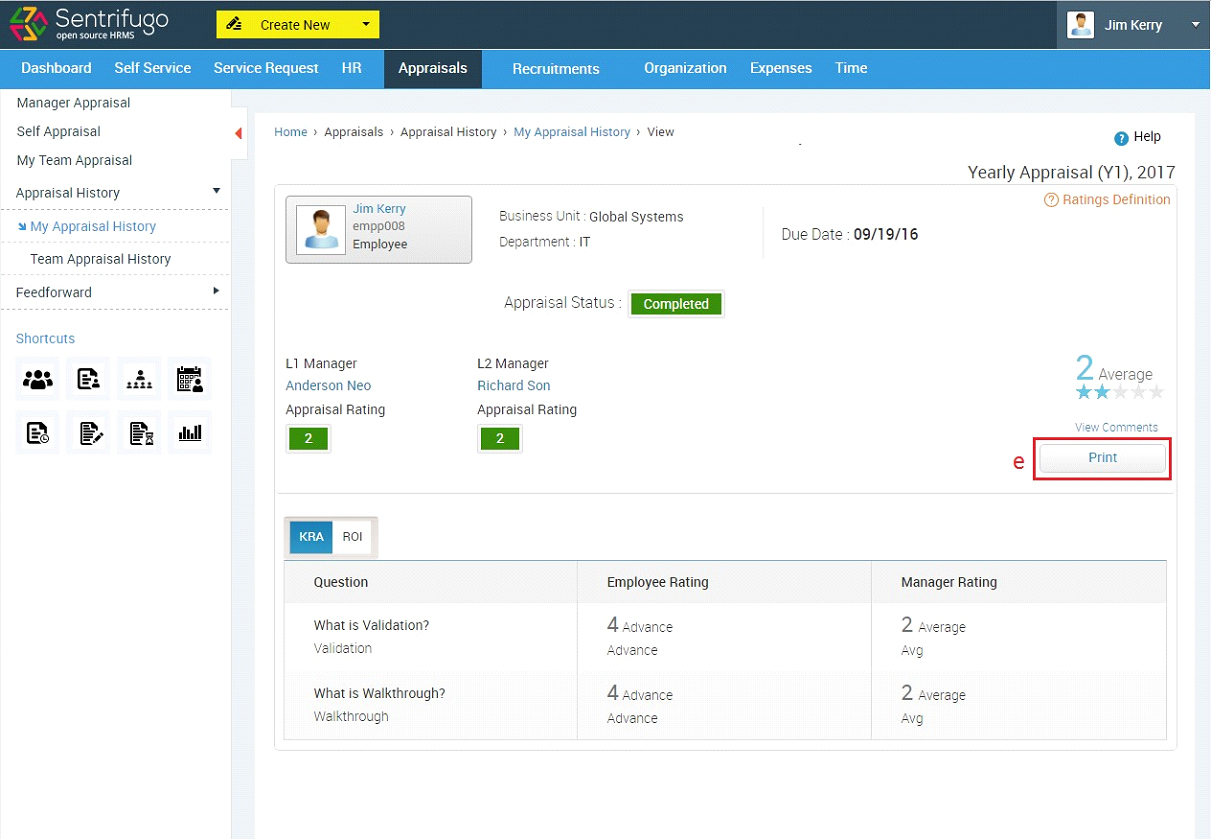 Sentrifugo
open source HRMS
Create New
Jim Kerry
Dashboard Self Service Service Request HR Appraisals Recruitments Organization Expenses Time
Manager Appraisal
Self Appraisal
My Team Appraisal
Appraisal History
My Appraisal History
Team Appraisal History
Feedforward
Shortcuts
Home › Appraisals › Appraisal History › My Appraisal History › View
? Help
Yearly Appraisal (Y1), 2017
? Ratings Definition
Jim Kerry
empp008
Employee
Business Unit : Global Systems
Department : IT
Due Date : 09/19/16
Appraisal Status : Completed
L1 Manager
Anderson Neo
Appraisal Rating
2
L2 Manager
Richard Son
Appraisal Rating
2
2 Average
View Comments
e Print
KRA ROI
Question Employee Rating Manager Rating
What is Validation? 4 Advance 2 Average
Validation Advance Avg
What is Walkthrough? 4 Advance 2 Average
Walkthrough Advance Avg